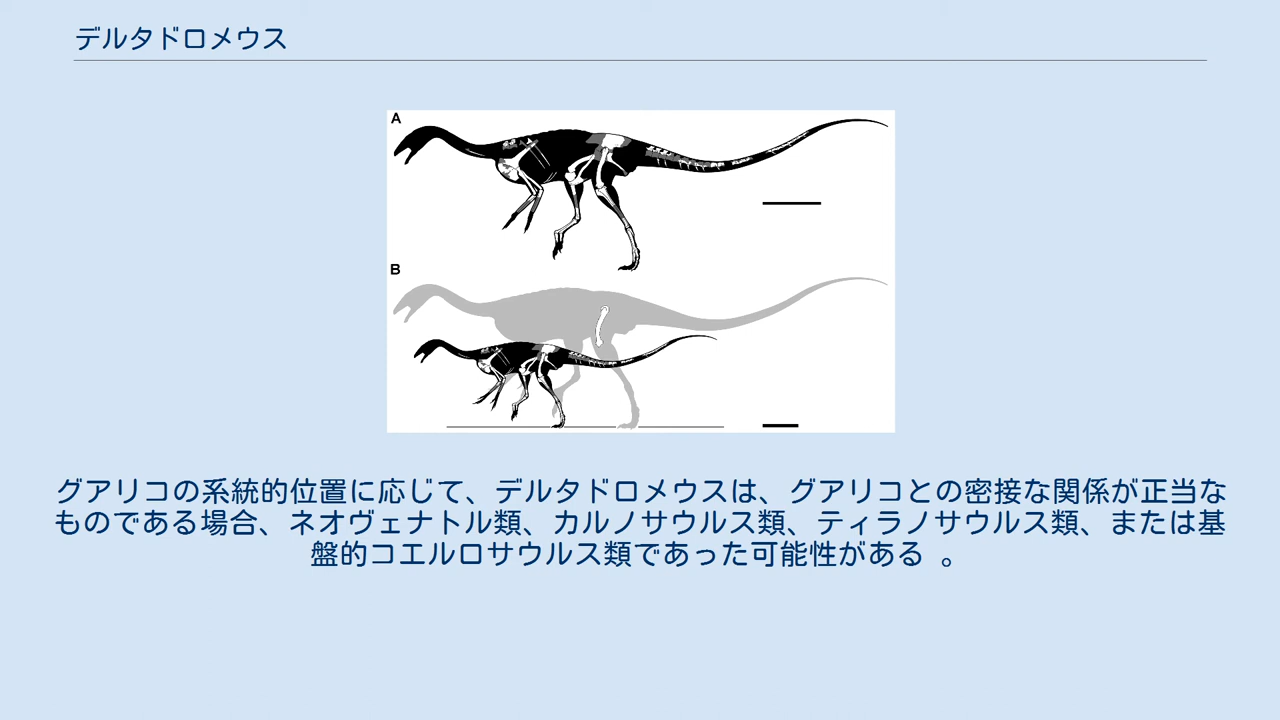 デルタドロメウス
A
B
グアリコの系統的位置に応じて、デルタドロメウスは、グアリコとの密接な関係が正当な
ものである場合、ネオヴェナトル類、カルノサウルス類、ティラノサウルス類、または基
盤的コエルロサウルス類であった可能性がある 。